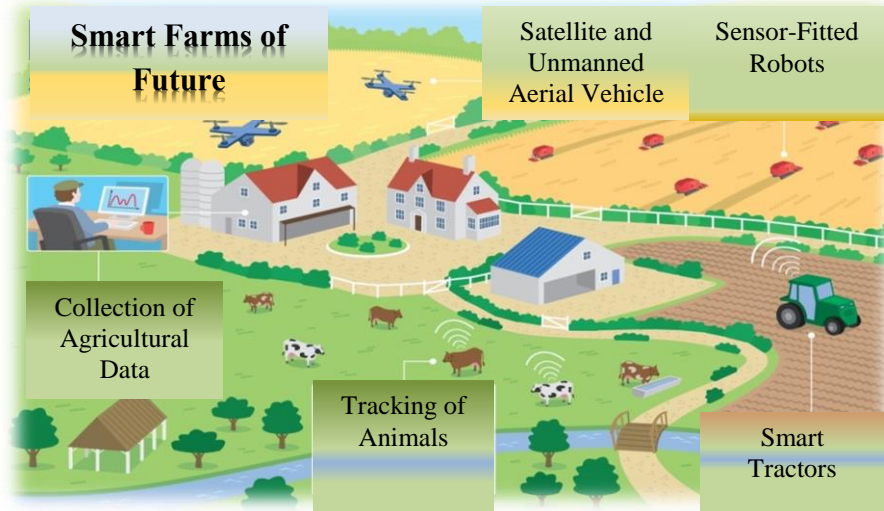 Smart Farms of
Future
Satellite and
Unmanned
Aerial Vehicle
Sensor-Fitted
Robots
Collection of
Agricultural
Data
Tracking of
Animals
Smart
Tractors